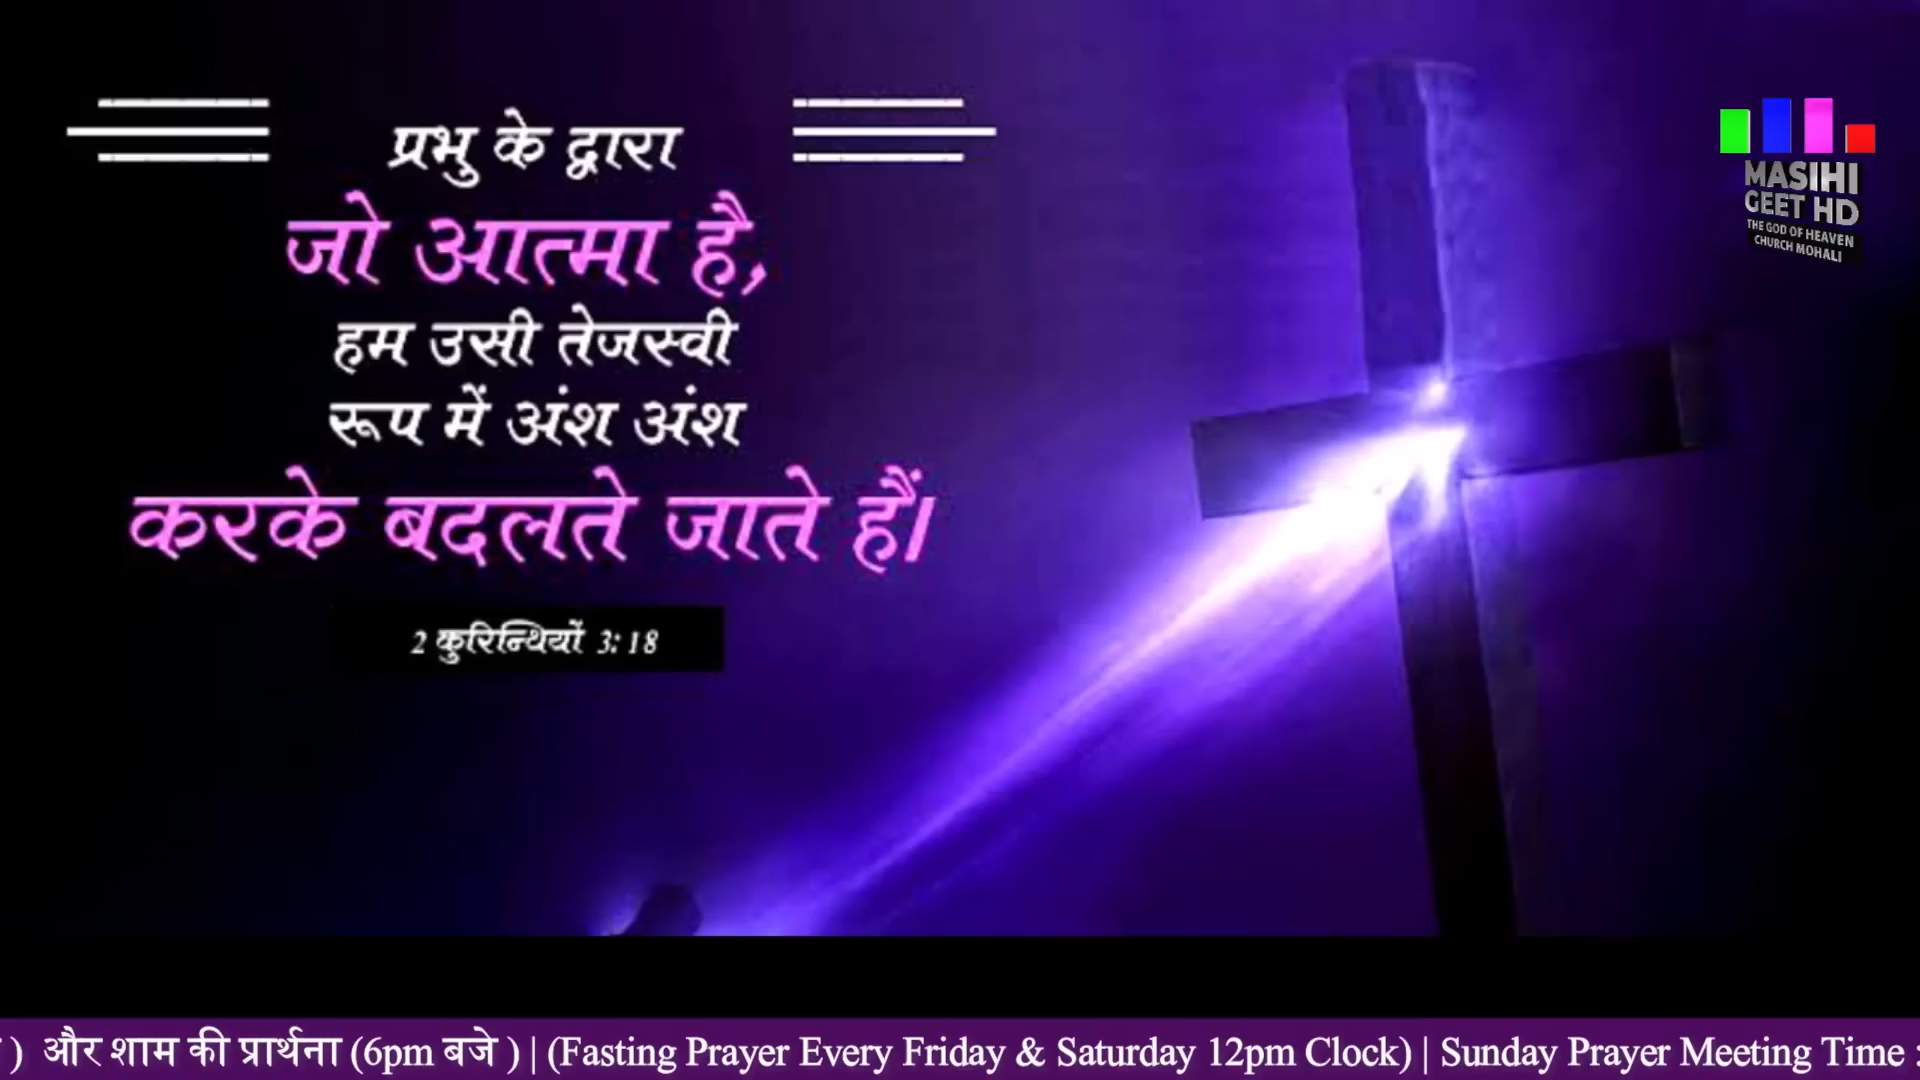 प्रभु के द्वारा
जो आत्मा है,
हम उसी तेजस्वी
रूप में अंश अंश
करके बदलते जाते हैं।
2 कुरिन्थियों 3:18
MASIHI
GEET HD
THE GOD OF HEAVEN
CHURCH MOHALI
) और शाम की प्रार्थना (6pm बजे ) | (Fasting Prayer Every Friday & Saturday 12pm Clock) | Sunday Prayer Meeting Time :